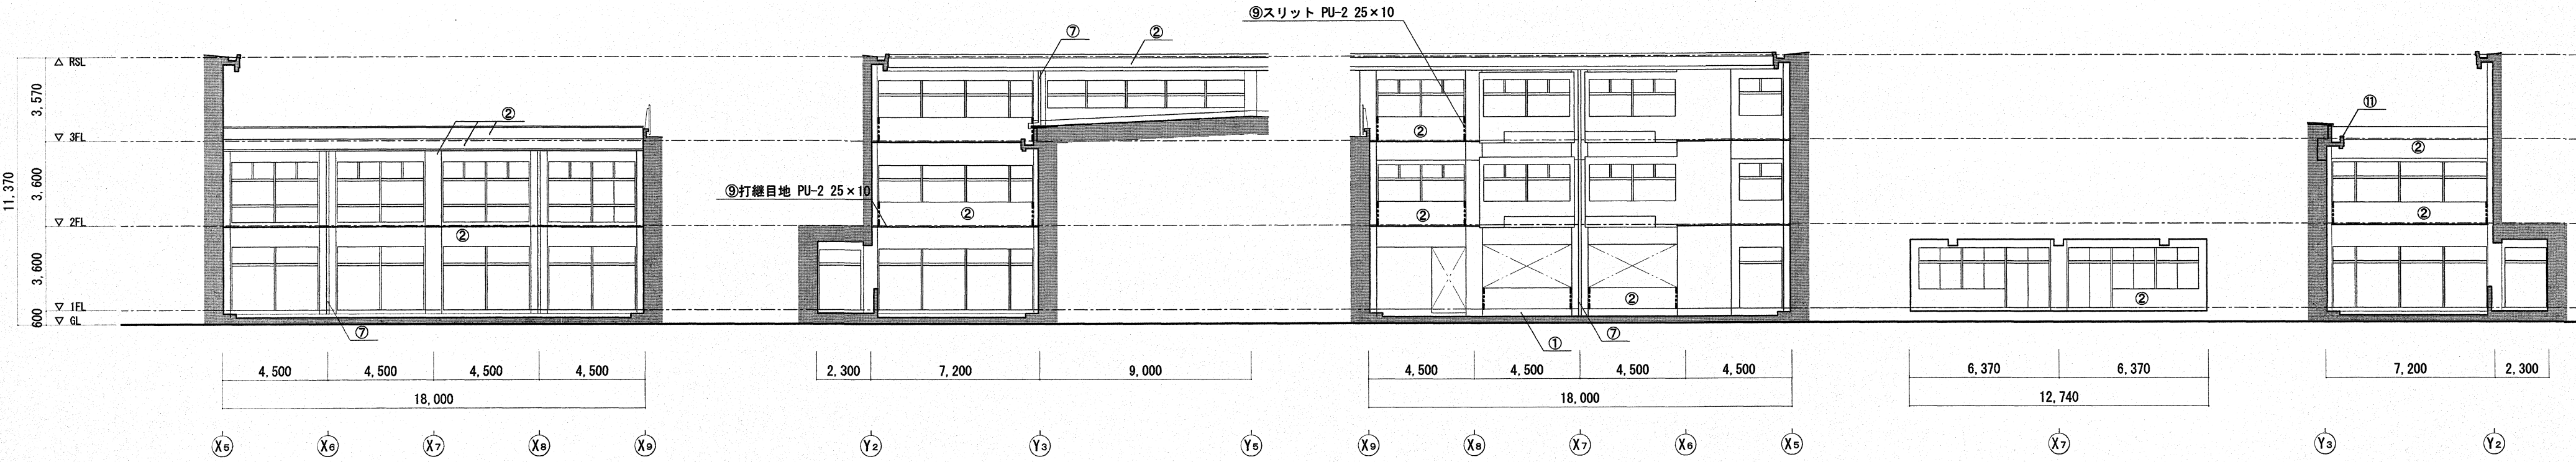 ⑨スリット PU-2 25×10
⑦
②
△ RSL
3,570
②
⑪
▽ 3FL
②
②
11,370
3,600
⑨打継目地 PU-2 25×10
②
②
②
▽ 2FL
②
3,600
②
②
▽ 1FL
600
▽ GL
⑦
①
⑦
4,500
4,500
4,500
4,500
18,000
2,300
7,200
9,000
4,500
4,500
4,500
4,500
18,000
6,370
6,370
12,740
7,200
2,300
X5
X6
X7
X8
X9
Y2
Y3
Y5
X9
X8
X7
X6
X5
X7
Y3
Y2